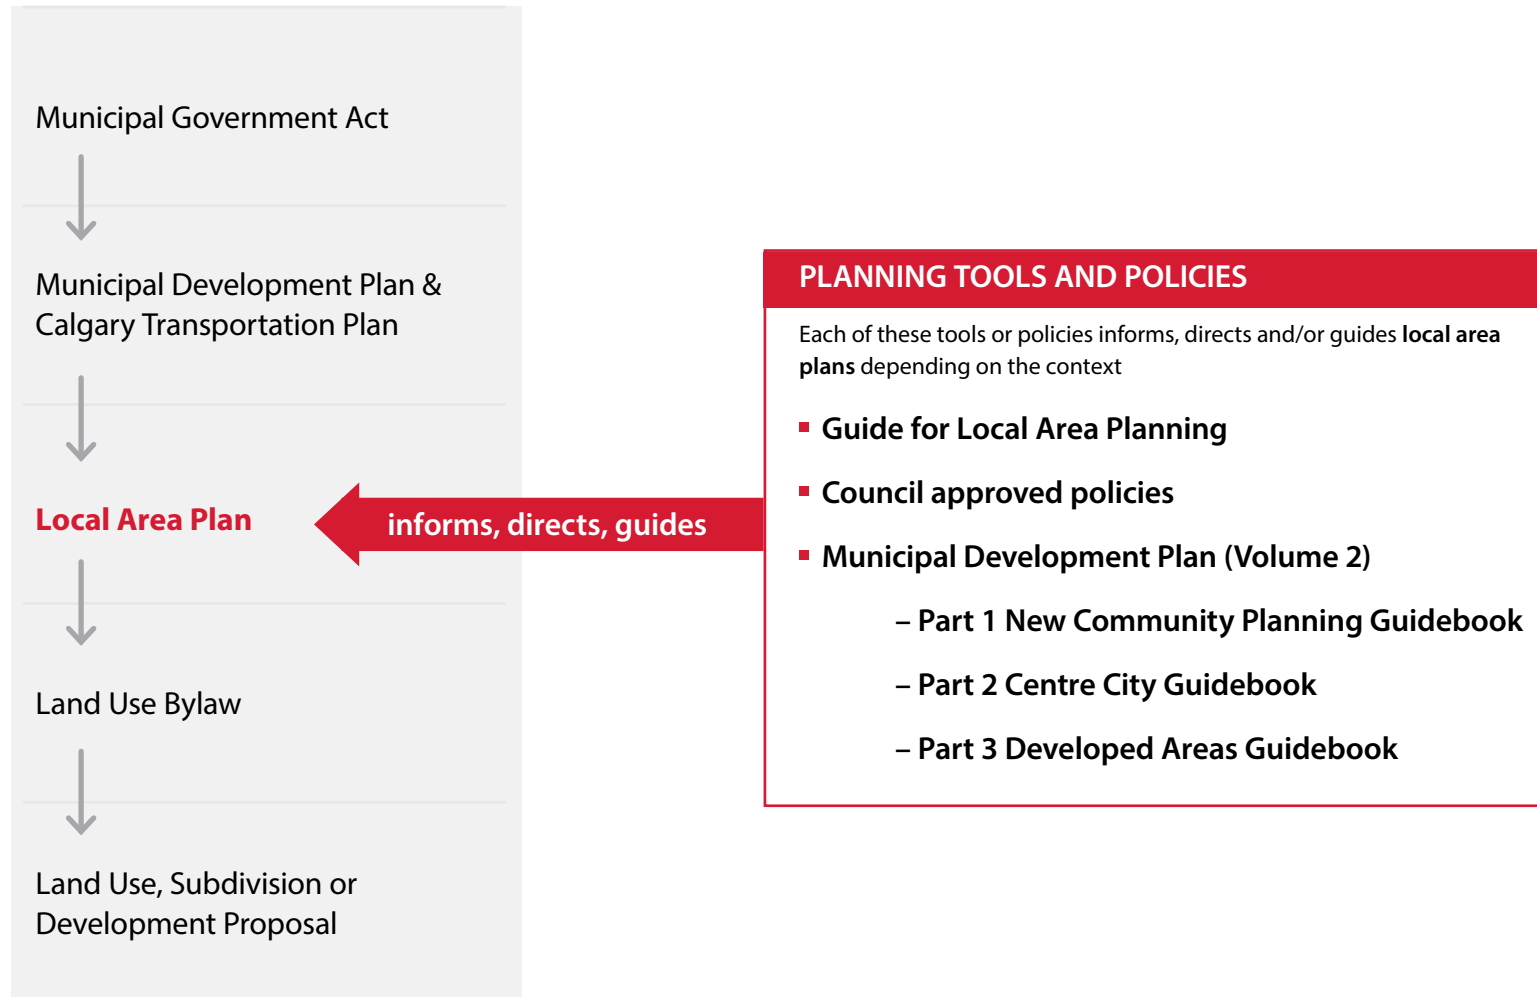 Municipal Government Act
Municipal Development Plan &
Calgary Transportation Plan
Local Area Plan
informs, directs, guides
Land Use Bylaw
Land Use, Subdivision or
Development Proposal
PLANNING TOOLS AND POLICIES
Each of these tools or policies informs, directs and/or guides local area
plans depending on the context
▪ Guide for Local Area Planning
▪ Council approved policies
▪ Municipal Development Plan (Volume 2)
– Part 1 New Community Planning Guidebook
– Part 2 Centre City Guidebook
– Part 3 Developed Areas Guidebook